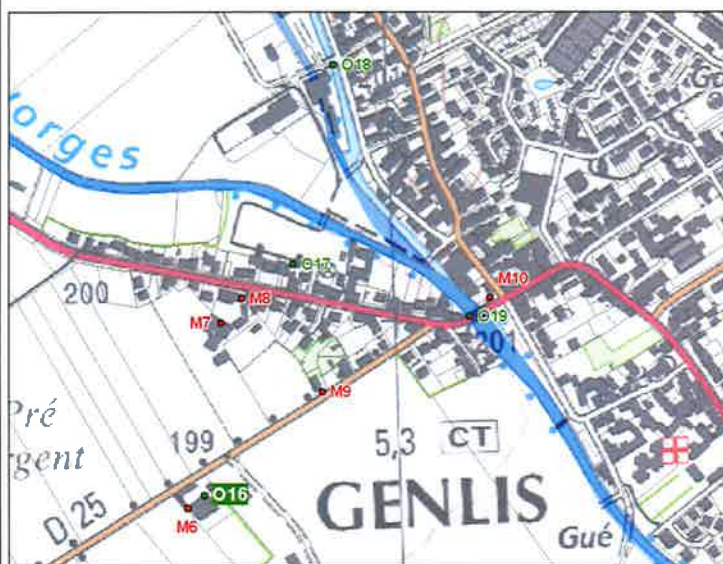 O18
orges
O17
200
M8
M7
M10
O19
201
M9
Pré
gent
199
5,3
CT
D 25
O16
M6
GENLIS
Gué